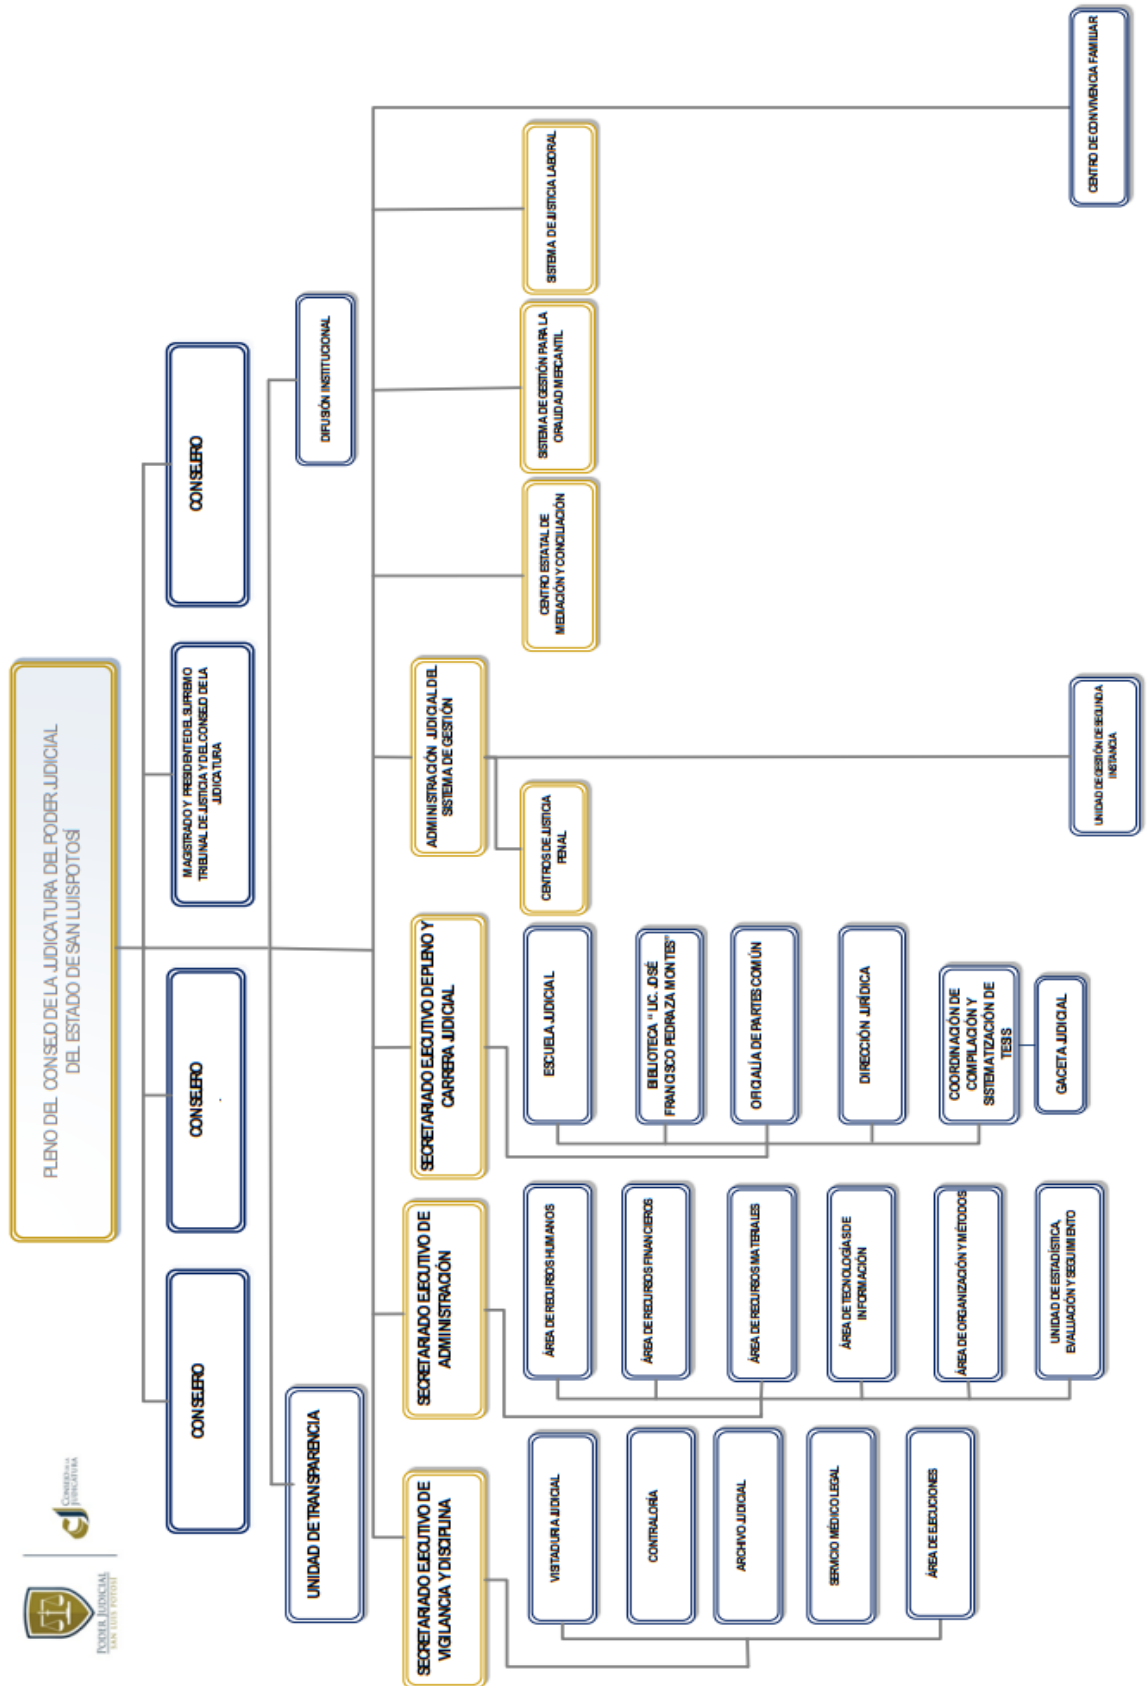 PODER JUDICIAL
SAN LUIS POTOSÍ
CONSEJO DE LA
JUDICATURA
PLENO DEL CONSEJO DE LA JUDICATURA DEL PODER JUDICIAL
DEL ESTADO DE SAN LUIS POTOSÍ
CONSEJERO
CONSEJERO
.
MAGISTRADO Y PRESIDENTE DEL SUPREMO
TRIBUNAL DE JUSTICIA Y DEL CONSEJO DE LA
JUDICATURA
CONSEJERO
UNIDAD DE TRANSPARENCIA
DIFUSIÓN INSTITUCIONAL
SECRETARIADO EJECUTIVO DE
VIGILANCIA Y DISCIPLINA
SECRETARIADO EJECUTIVO DE
ADMINISTRACIÓN
SECRETARIADO EJECUTIVO DE PLENO Y
CARRERA JUDICIAL
ADMINISTRACIÓN JUDICIAL DEL
SISTEMA DE GESTIÓN
CENTRO ESTATAL DE
MEDIACIÓN Y CONCILIACIÓN
SISTEMA DE GESTIÓN PARA LA
ORALIDAD MERCANTIL
SISTEMA DE JUSTICIA LABORAL
VISITADURIA JUDICIAL
CONTRALORÍA
ARCHIVO JUDICIAL
SERVICIO MÉDICO LEGAL
ÁREA DE EJECUCIONES
ÁREA DE RECURSOS HUMANOS
ÁREA DE RECURSOS FINANCIEROS
ÁREA DE RECURSOS MATERIALES
ÁREA DE TECNOLOGÍAS DE
INFORMACIÓN
ÁREA DE ORGANIZACIÓN Y MÉTODOS
UNIDAD DE ESTADÍSTICA,
EVALUACIÓN Y SEGUIMIENTO
ESCUELA JUDICIAL
BIBLIOTECA " LIC. JOSÉ
FRANCISCO PEDRAZA MONTES"
OFICIALÍA DE PARTES COMÚN
DIRECCIÓN JURÍDICA
COORDINACIÓN DE
COMPILACIÓN Y
SISTEMATIZACIÓN DE
TESIS
GACETA JUDICIAL
CENTROS DE JUSTICIA
PENAL
UNIDAD DE GESTIÓN DE SEGUNDA
INSTANCIA
CENTRO DE CONVIVENCIA FAMILIAR